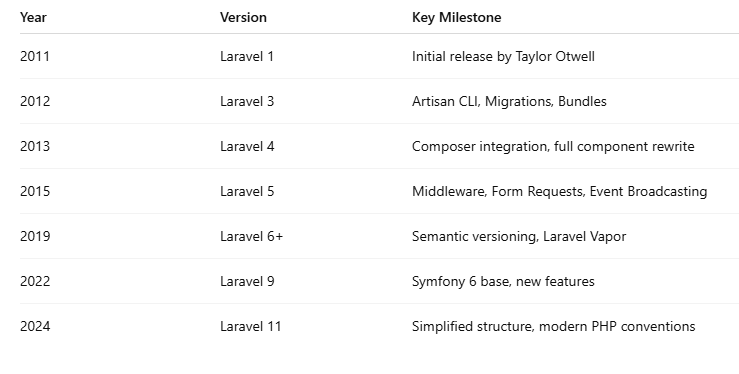 Year Version Key Milestone
2011 Laravel 1 Initial release by Taylor Otwell
2012 Laravel 3 Artisan CLI, Migrations, Bundles
2013 Laravel 4 Composer integration, full component rewrite
2015 Laravel 5 Middleware, Form Requests, Event Broadcasting
2019 Laravel 6+ Semantic versioning, Laravel Vapor
2022 Laravel 9 Symfony 6 base, new features
2024 Laravel 11 Simplified structure, modern PHP conventions